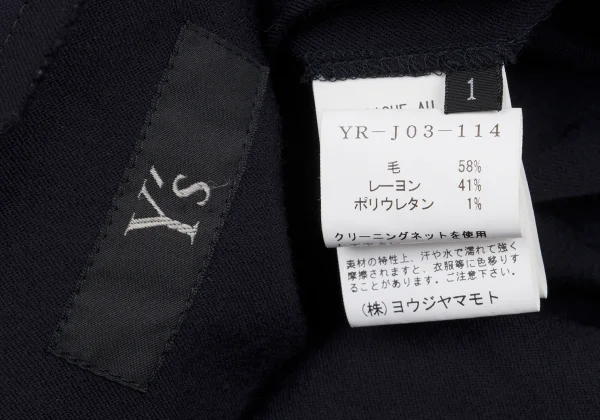 Y's
1
YR-J03-114
毛 58%
レーヨン 41%
ポリウレタン 1%
クリーニングネットを使用
素材の特性上、汗や水で濡れて強く
摩擦されますと、衣服等に色移りす
ることがあります。ご注意下さい。
(株)ヨウジヤマモト